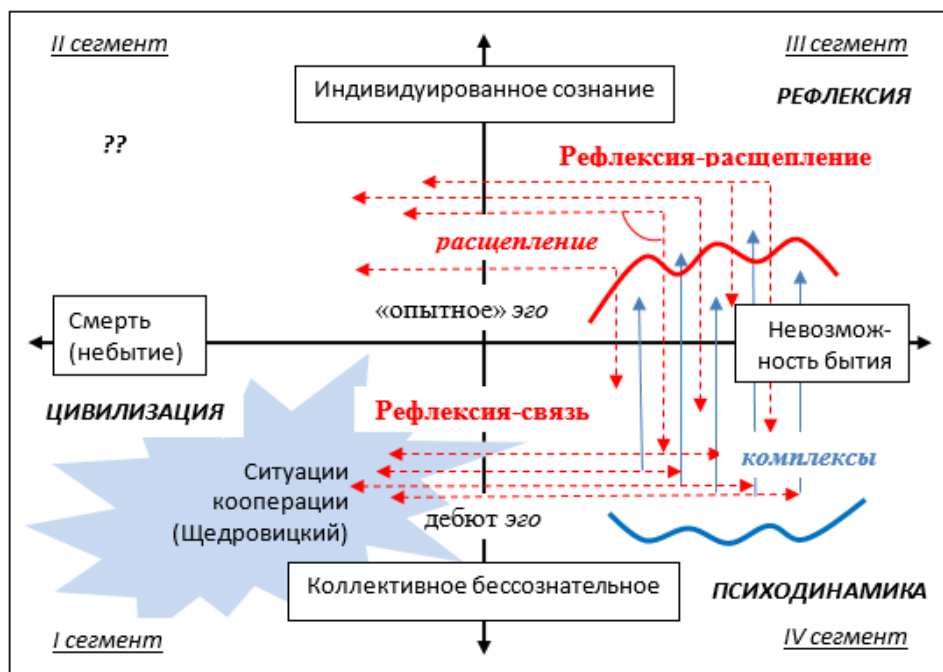 II сегмент
III сегмент
Индивидуированное сознание
РЕФЛЕКСИЯ
??
Рефлексия-расщепление
расщепление
«опытное» эго
Смерть
(небытие)
Невозмож-
ность бытия
ЦИВИЛИЗАЦИЯ
Рефлексия-связь
Ситуации
кооперации
(Щедровицкий)
комплексы
дебют эго
Коллективное бессознательное
ПСИХОДИНАМИКА
I сегмент
IV сегмент